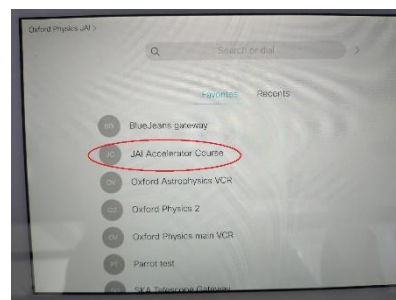 Oxford Physics JAI >
Search or dial
Favorites Recents
BG BlueJeans gateway
JC JAI Accelerator Course
OV Oxford Astrophysics VCR
O2 Oxford Physics 2
OV Oxford Physics main VCR
PT Parrot test
SKA Telescope Gateway